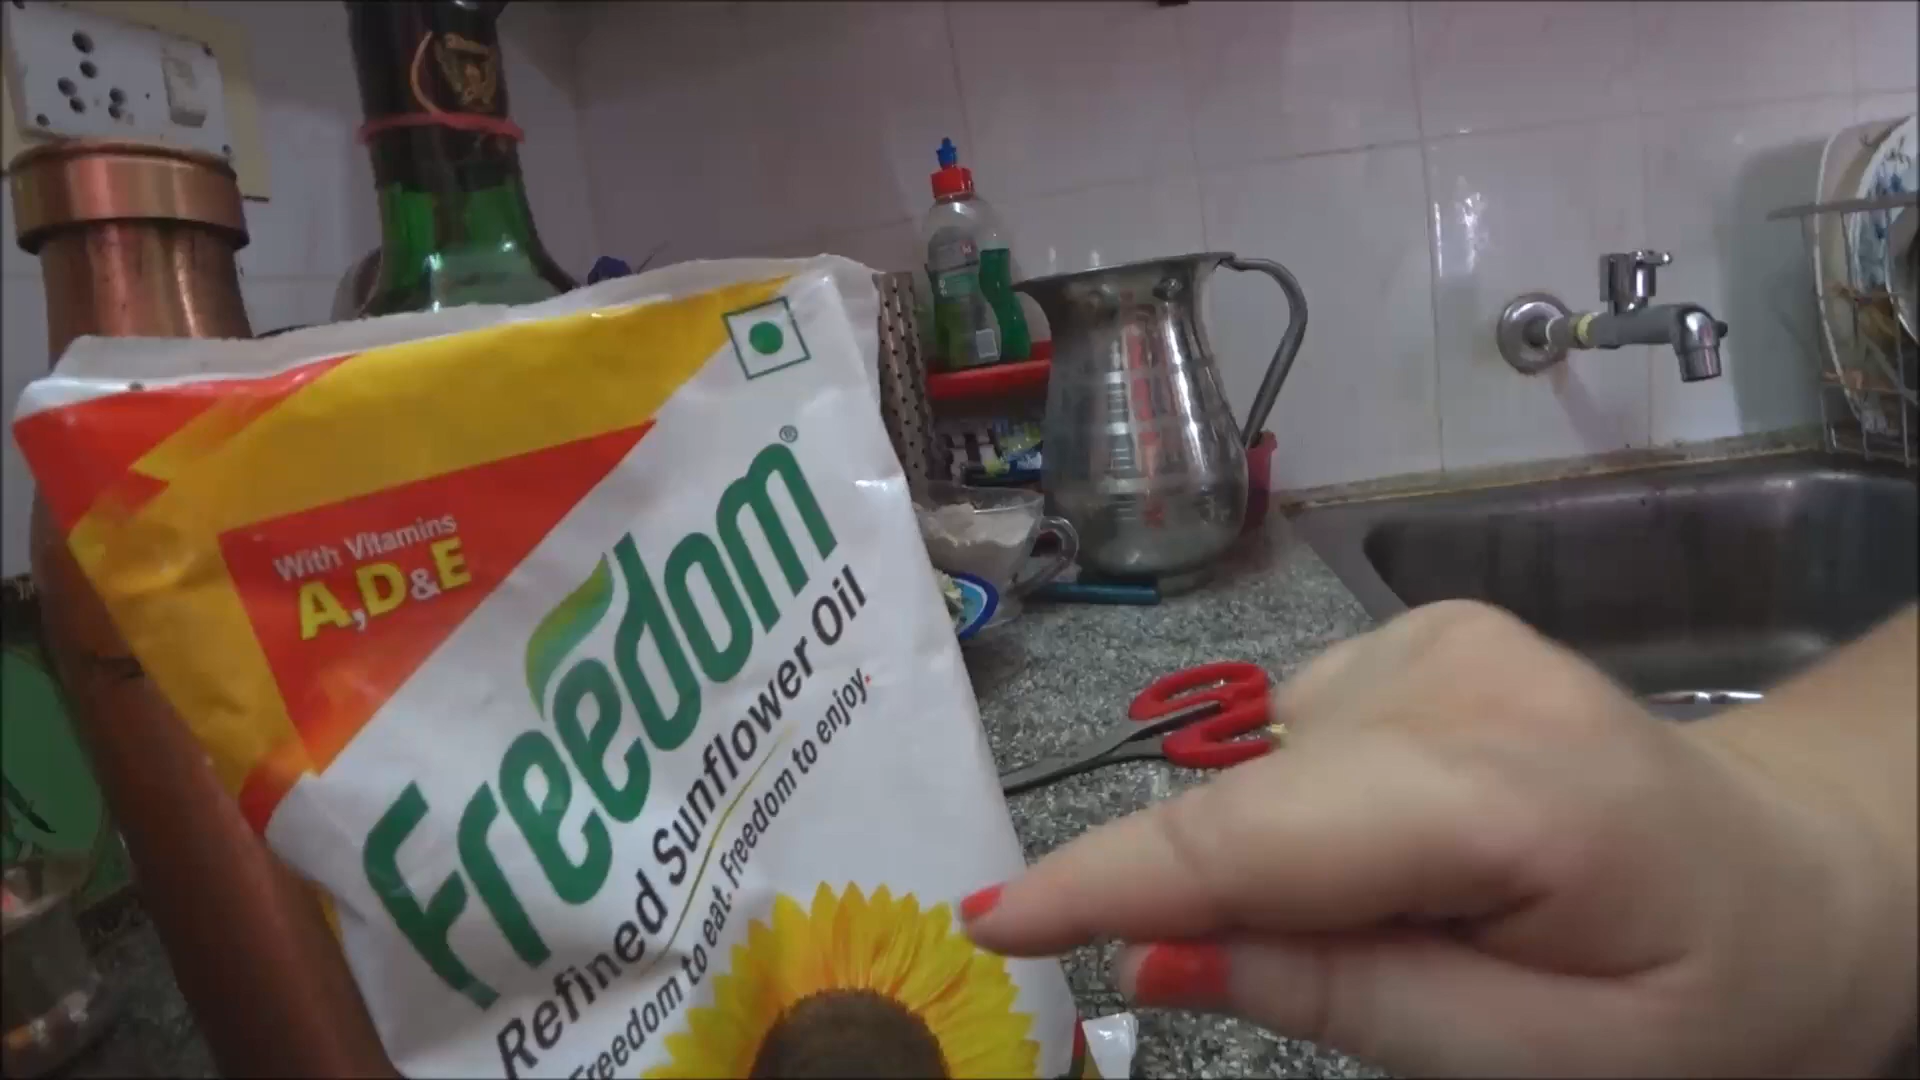 With Vitamins
A, D & E
Freedom®
Refined Sunflower Oil
Freedom to eat. Freedom to enjoy.